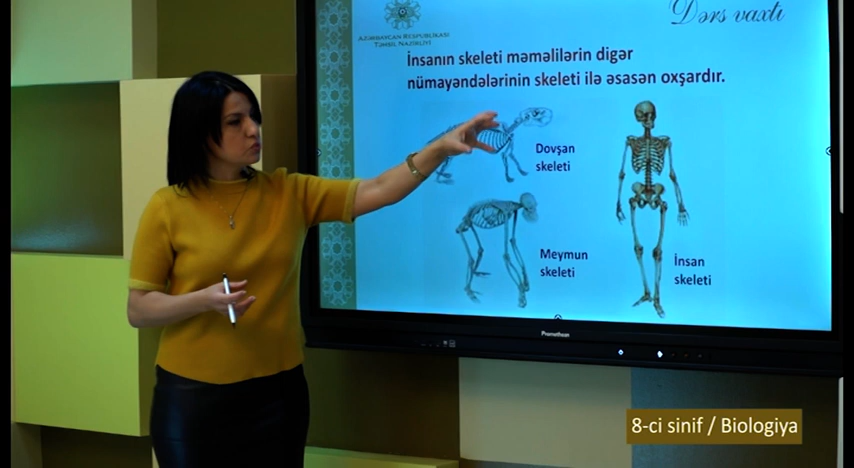 Dərs vaxtı
AZƏRBAYCAN RESPUBLİKASI
TƏHSİL NAZİRLİYİ
İnsanın skeleti məməlilərin digər
nümayəndələrinin skeleti ilə əsasən oxşardır.
Dovşan
skeleti
Meymun
skeleti
İnsan
skeleti
Promethean
8-ci sinif / Biologiya